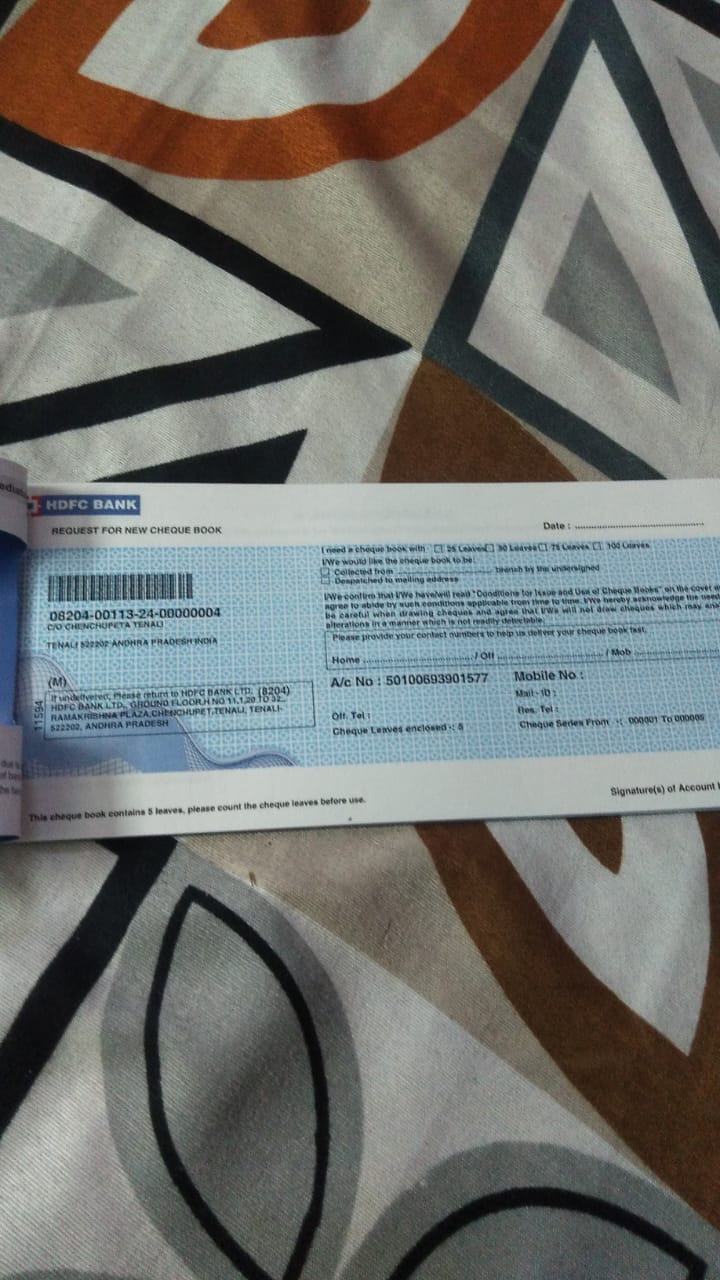 HDFC BANK
REQUEST FOR NEW CHEQUE BOOK
Date :
I need a cheque book with 25 Leaves 50 Leaves 75 Leaves 100 Leaves
I/We would like the cheque book to be:
Collected from branch by the undersigned
Despatched to mailing address
08204-00113-24-00000004
C/O CHENCHUPETA TENALI
TENALI 522202 ANDHRA PRADESH INDIA
I/We confirm that I/We have/will read "Conditions for Issue and Use of Cheque Books" on the cover
agree to abide by such conditions applicable from time to time. I/We hereby acknowledge the need
be careful when drawing cheques and agree that I/We will not draw cheques which may
alterations in a manner which is not readily detectable.
Please provide your contact numbers to help us deliver your cheque book fast.
Home / Off / Mob
(M)
If undelivered, Please return to HDFC BANK LTD. (8204)
HDFC BANK LTD., GROUND FLOOR,H NO 11,1,20 TO 32,
RAMAKRISHNA PLAZA,CHENCHUPET,TENALI, TENALI-
522202, ANDHRA PRADESH
11594
A/c No : 50100693901577
Mobile No :
Mail - ID :
Off. Tel :
Res. Tel :
Cheque Leaves enclosed -: 5
Cheque Series From -: 000001 To 000005
This cheque book contains 5 leaves, please count the cheque leaves before use.
Signature(s) of Account